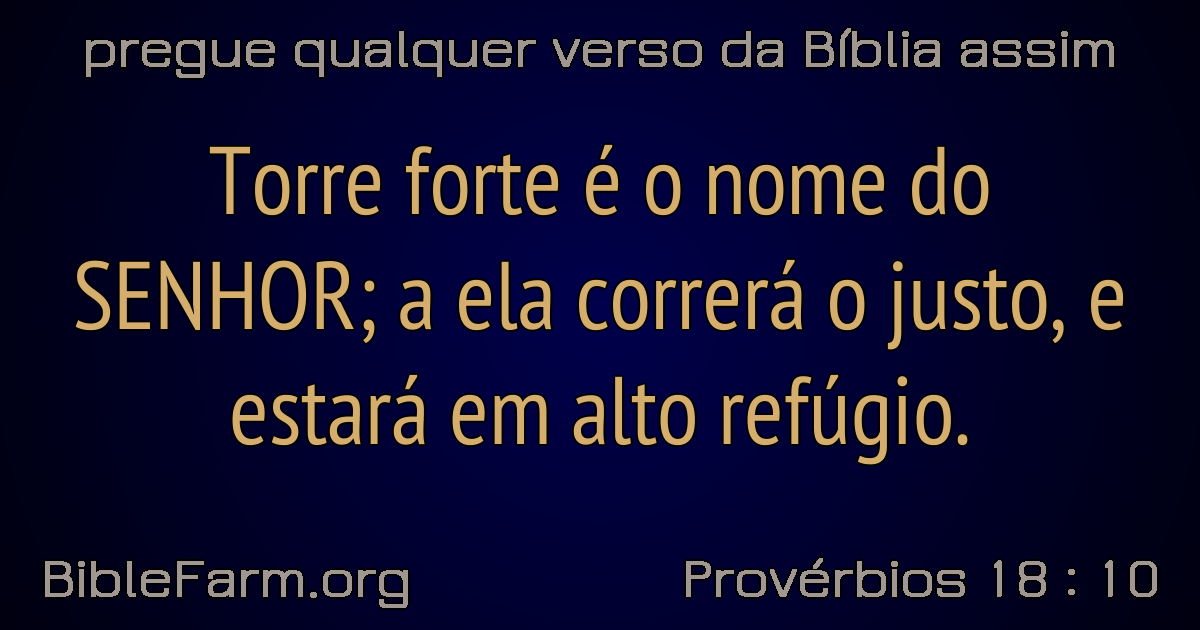 pregue qualquer verso da Bíblia assim
Torre forte é o nome do
SENHOR; a ela correrá o justo, e
estará em alto refúgio.
BibleFarm.org
Provérbios 18 : 10